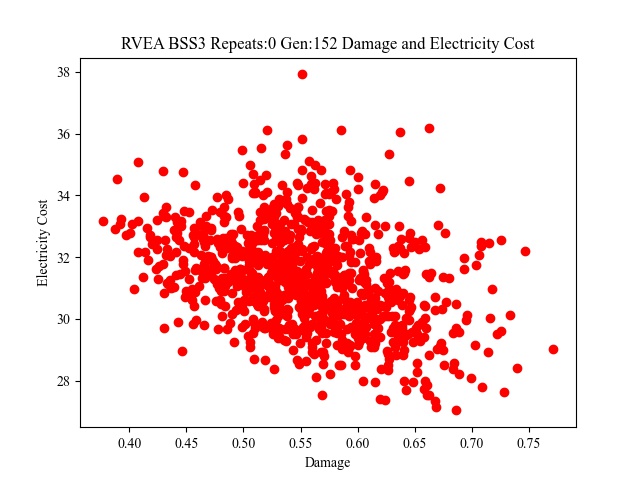 RVEA BSS3 Repeats:0 Gen:152 Damage and Electricity Cost
38
36
34
32
30
28
Electricity Cost
0.40 0.45 0.50 0.55 0.60 0.65 0.70 0.75
Damage